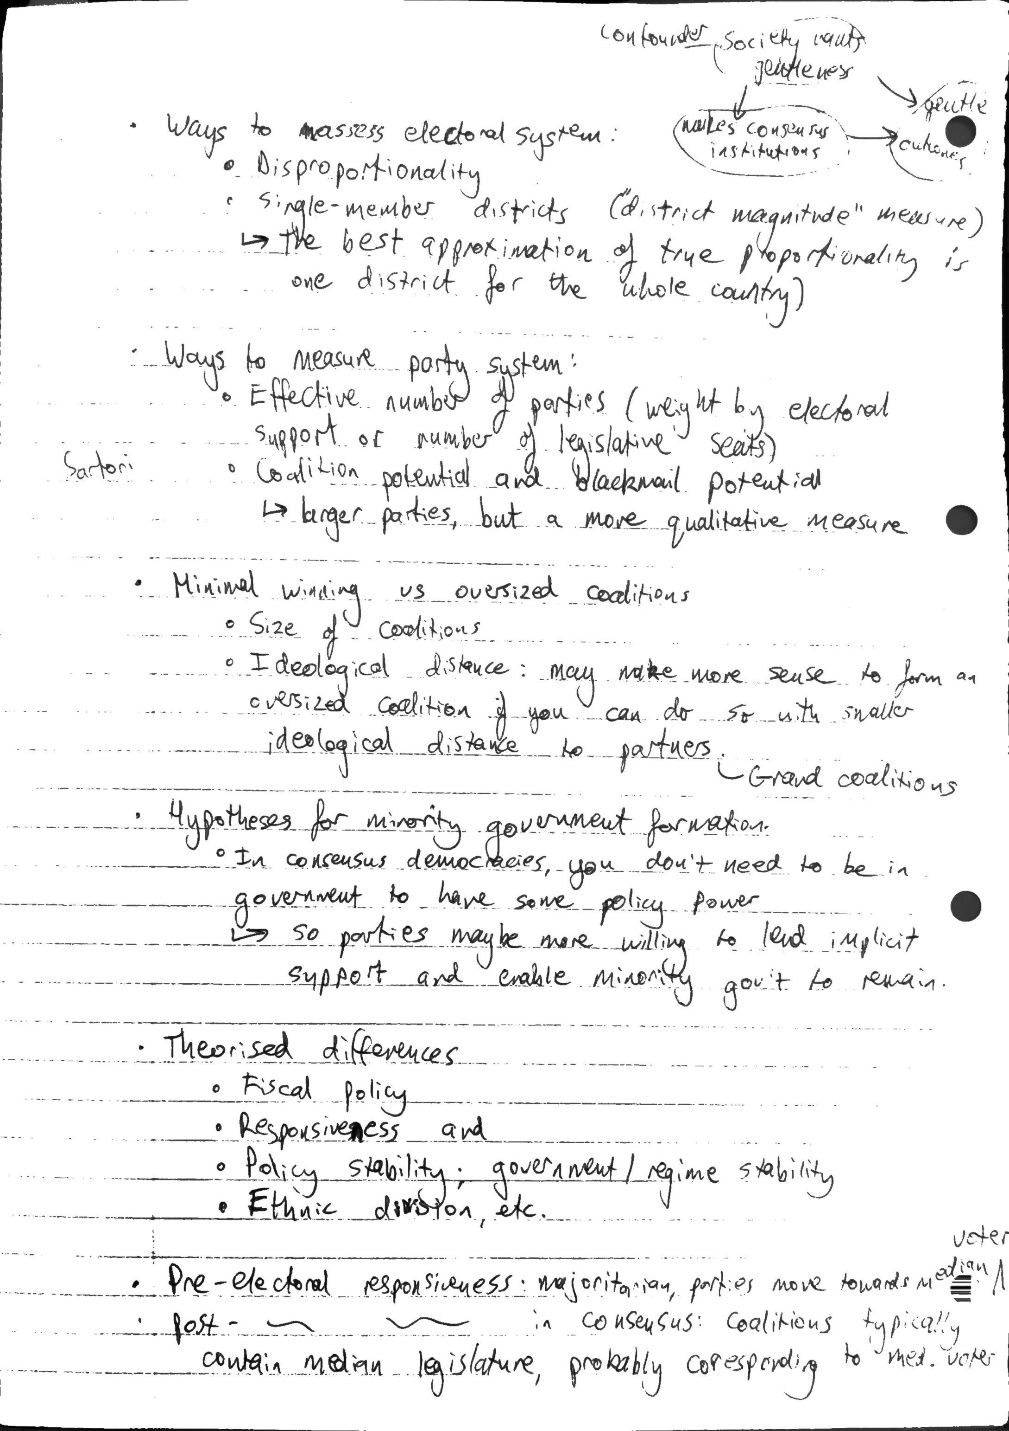 confounder society wants
gentleness
makes consensus
institutions
gentle
outcomes
• Ways to assess electoral system:
◦ Disproportionality
◦ Single-member districts ("district magnitude" measure)
↳ the best approximation of true proportionality is
one district for the whole country)
• Ways to measure party system:
◦ Effective number of parties (weight by electoral
support or number of legislative seats)
Sartori ◦ Coalition potential and blackmail potential
↳ larger parties, but a more qualitative measure
• Minimal winning vs oversized coalitions
◦ Size of coalitions
◦ Ideological distance: may make more sense to form an
oversized coalition if you can do so with smaller
ideological distance to partners.
Grand coalitions
• Hypotheses for minority government formation.
◦ In consensus democracies, you don't need to be in
government to have some policy power
↳ so parties maybe more willing to lend implicit
support and enable minority gov't to remain.
• Theorised differences
◦ Fiscal policy
• Responsiveness and
◦ Policy stability; government/regime stability
• Ethnic division, etc.
voter
• Pre-electoral responsiveness: majoritarian, parties move towards median
• Post- in consensus: coalitions typically
contain median legislature, probably coresponding to med. voter